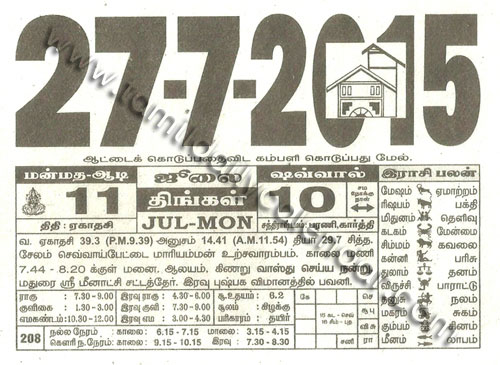 27-7-2015
www.tamildailycalendar.com
ஆட்டைக் கொடுப்பதைவிட கம்பளி கொடுப்பது மேல்.
மன்மத-ஆடி ஜூலை ஷவ்வால் இராசி பலன்
11 திங்கள் 10 சம நோக்கு நாள்
திதி : ஏகாதசி JUL-MON சந்திராஷ்டமம்: பரணி, கார்த்தி
வ. ஏகாதசி 39.3 (P.M.9.39) அனுசம் 14.41 (A.M.11.54) தியா 29.7 சித்த.
சேலம் செவ்வாய்பேட்டை மாரியம்மன் உற்சவாரம்பம். காலை மணி
7.44 - 8.20 க்குள் மனை, ஆலயம், கிணறு வாஸ்து செய்ய நன்று
மதுரை ஸ்ரீ மீனாட்சி சட்டத்தேர். இரவு புஷ்பக விமானத்தில் பவனி.
மேஷம் ஏமாற்றம்
ரிஷபம் பக்தி
மிதுனம் தெளிவு
கடகம் மேன்மை
சிம்மம் கவலை
கன்னி பரிசு
துலாம் தனம்
விருச்சி பாராட்டு
தனுசு நலம்
மகரம் சுகம்
கும்பம் தனம்
மீனம் லாபம்
ராகு : 7.30 - 9.00 இரவு ராகு 4.30 - 6.00 சூ.உதயம் : 6.2
குளிகை : 1.30 - 3.00 இரவு குளி 7.30 - 9.00 சூலம் : கிழக்கு
எமகண்டம்:10.30 - 12.00 இரவு எம 3.00 - 4.30 பரிகாரம் : தயிர்
208 நல்ல நேரம் : காலை: 6.15 - 7.15 மாலை: 3.15 - 4.15
கௌரி ந.நேரம்: காலை: 9.15 - 10.15 இரவு: 7.30 - 8.30